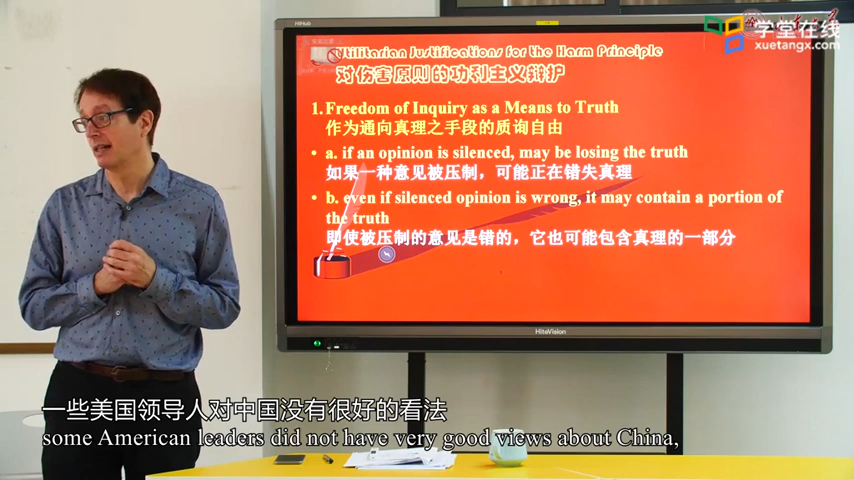 HiteVision
学堂在线
xuetangx.com
Utilitarian Justifications for the Harm Principle
对伤害原则的功利主义辩护
1. Freedom of Inquiry as a Means to Truth
作为通向真理之手段的质询自由
• a. if an opinion is silenced, may be losing the truth
如果一种意见被压制，可能正在错失真理
• b. even if silenced opinion is wrong, it may contain a portion of
the truth
即使被压制的意见是错的，它也可能包含真理的一部分
一些美国领导人对中国没有很好的看法
some American leaders did not have very good views about China,